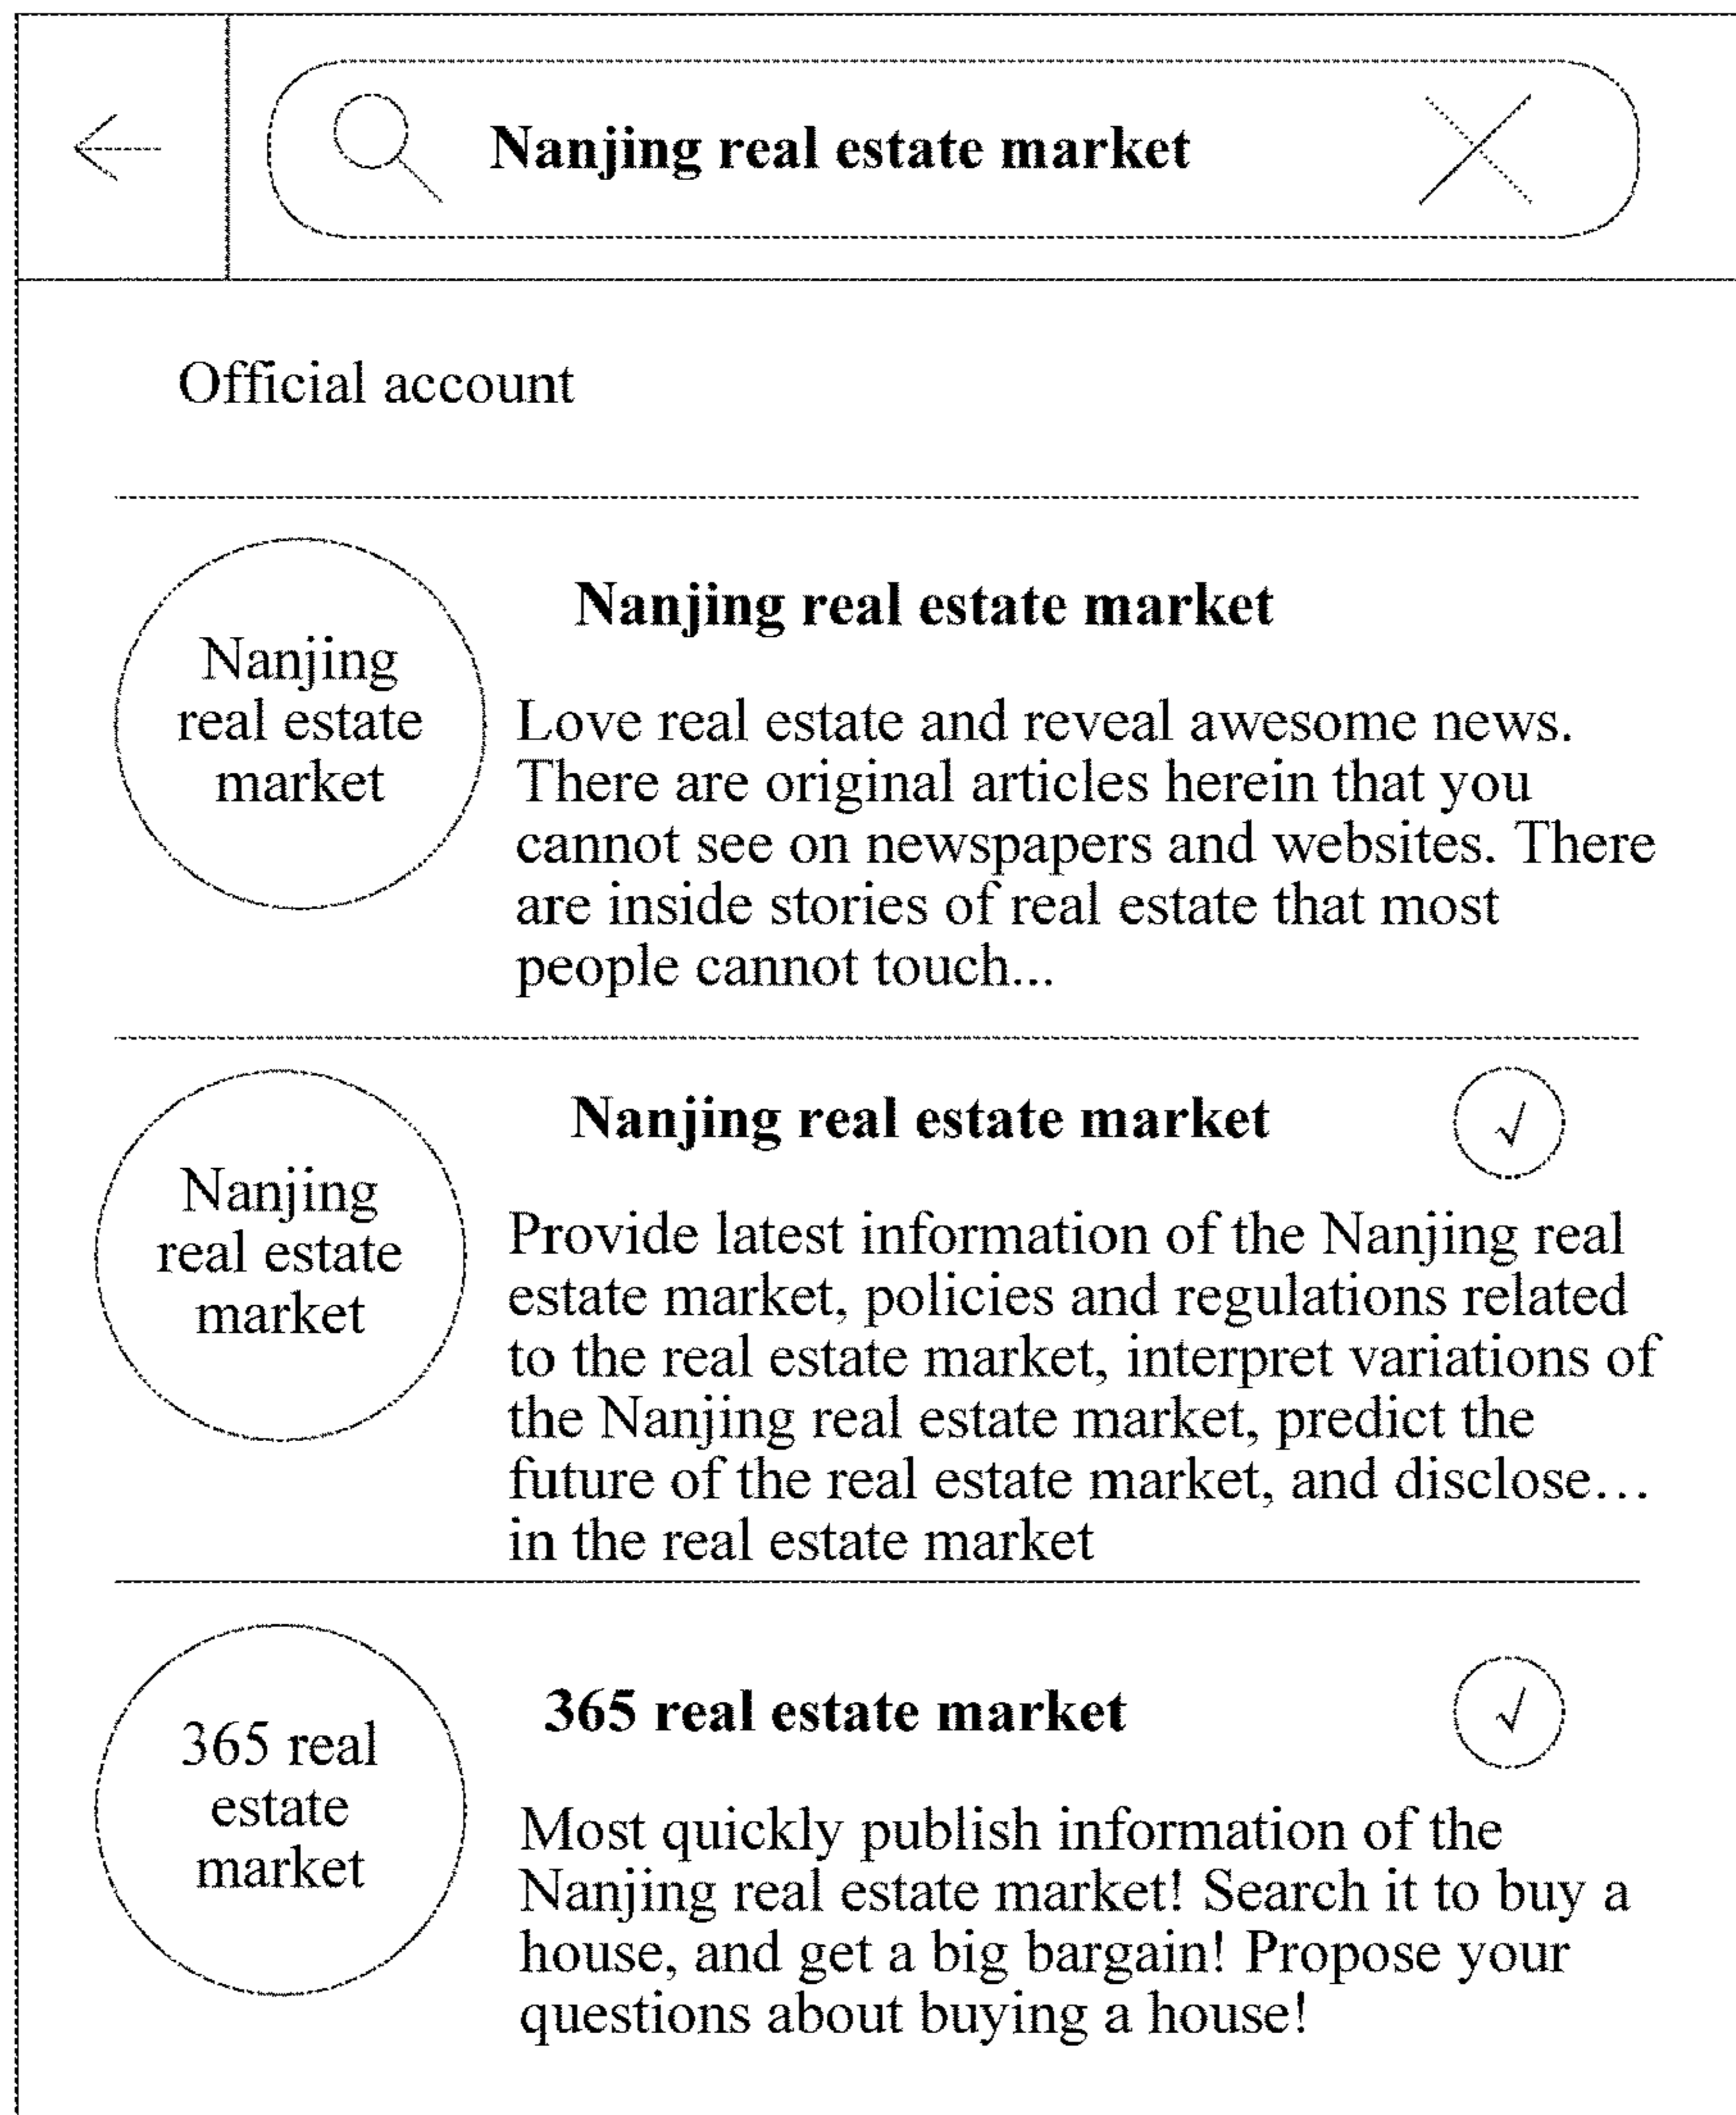 Nanjing real estate market
Official account
Nanjing
real estate
market
Nanjing real estate market
Love real estate and reveal awesome news.
There are original articles herein that you
cannot see on newspapers and websites. There
are inside stories of real estate that most
people cannot touch...
Nanjing
real estate
market
Nanjing real estate market
Provide latest information of the Nanjing real
estate market, policies and regulations related
to the real estate market, interpret variations of
the Nanjing real estate market, predict the
future of the real estate market, and disclose...
in the real estate market
365 real
estate
market
365 real estate market
Most quickly publish information of the
Nanjing real estate market! Search it to buy a
house, and get a big bargain! Propose your
questions about buying a house!